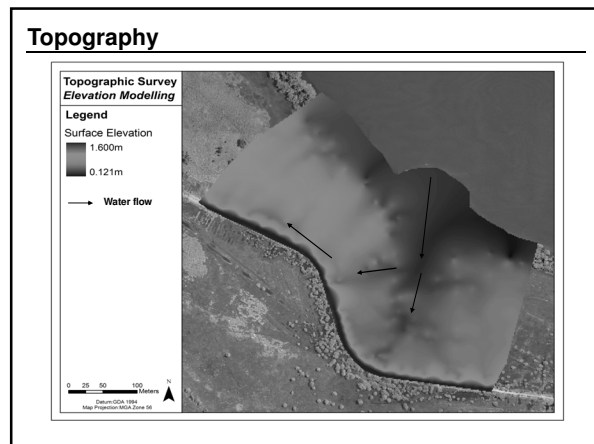 Topography
Topographic Survey
Elevation Modelling
Legend
Surface Elevation
1.600m
0.121m
Water flow
0 25 50 100
Meters
N
Datum:GDA 1994
Map Projection:MGA Zone 56